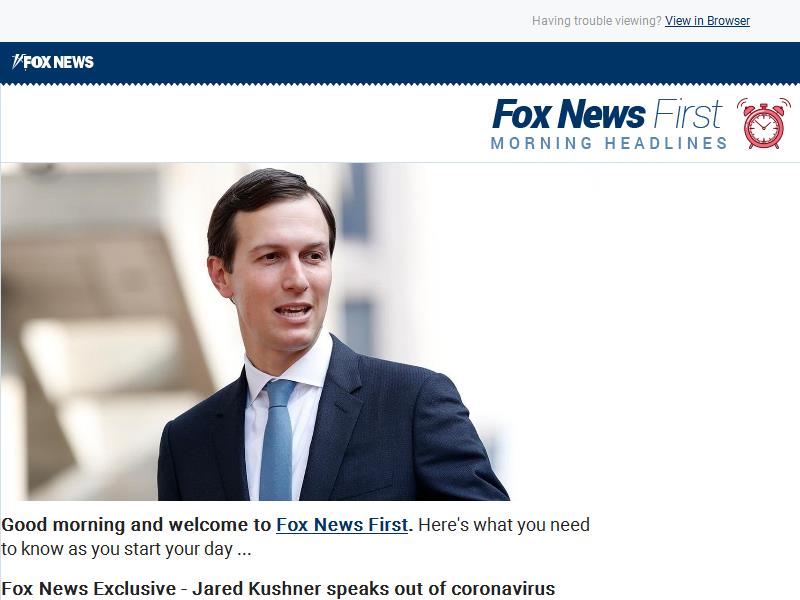 Having trouble viewing? View in Browser
FOX NEWS
Fox News First
MORNING HEADLINES
Good morning and welcome to Fox News First. Here's what you need
to know as you start your day ...
Fox News Exclusive - Jared Kushner speaks out of coronavirus